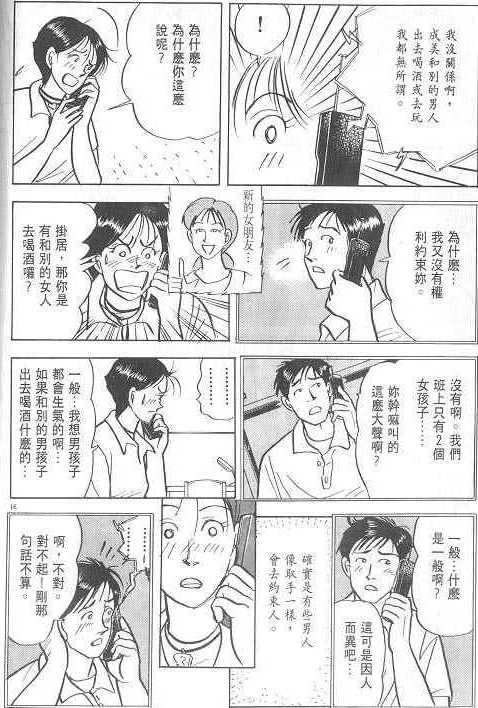 我沒關係啊，
成美和別的男人
出去喝酒或去玩
我都無所謂。
！
為什麼？
為什麼你這麼
說呢？
為什麼…
我又沒有權
利約束妳。
新的女朋友…
掛居，那你是
有和別的女人
去喝酒囉？
沒有啊。我們
班上只有2個
女孩子……
妳幹嘛叫的
這麼大聲啊？
………
一般…我想男孩子
都會生氣的啊…
如果和別的男孩子
出去喝酒什麼的…
16
一般…什麼
是一般啊？
這可是因人
而異吧…
確實是有些男人
像取手一樣，
會去約束人。
………
啊，不對。
對不起！剛那
句話不算。